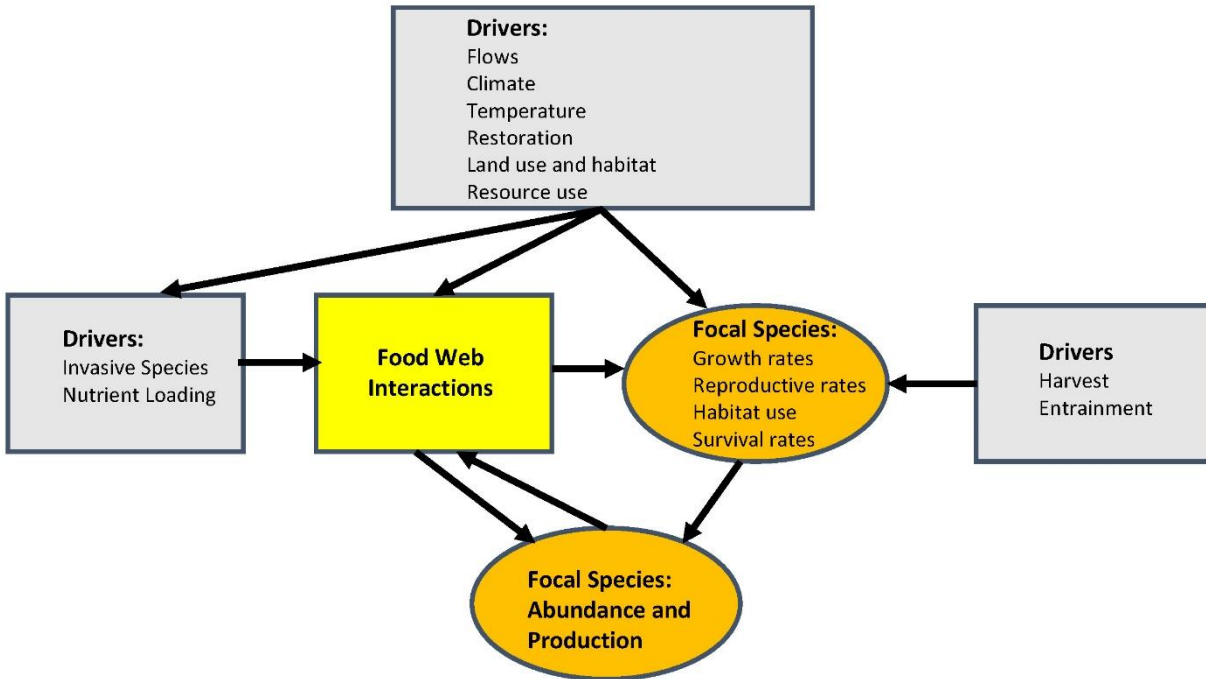 Drivers:
Flows
Climate
Temperature
Restoration
Land use and habitat
Resource use
Drivers:
Invasive Species
Nutrient Loading
Food Web
Interactions
Focal Species:
Growth rates
Reproductive rates
Habitat use
Survival rates
Drivers
Harvest
Entrainment
Focal Species:
Abundance and
Production